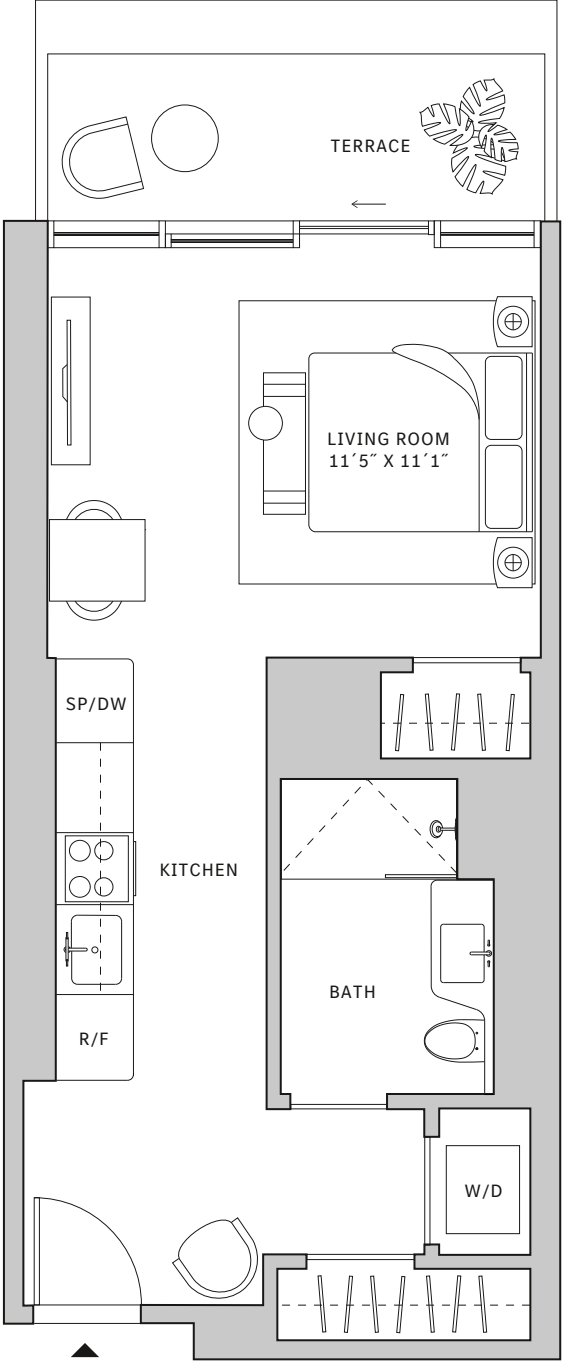 TERRACE
LIVING ROOM
11´5˝ X 11´1˝
SP/DW
KITCHEN
BATH
R/F
W/D